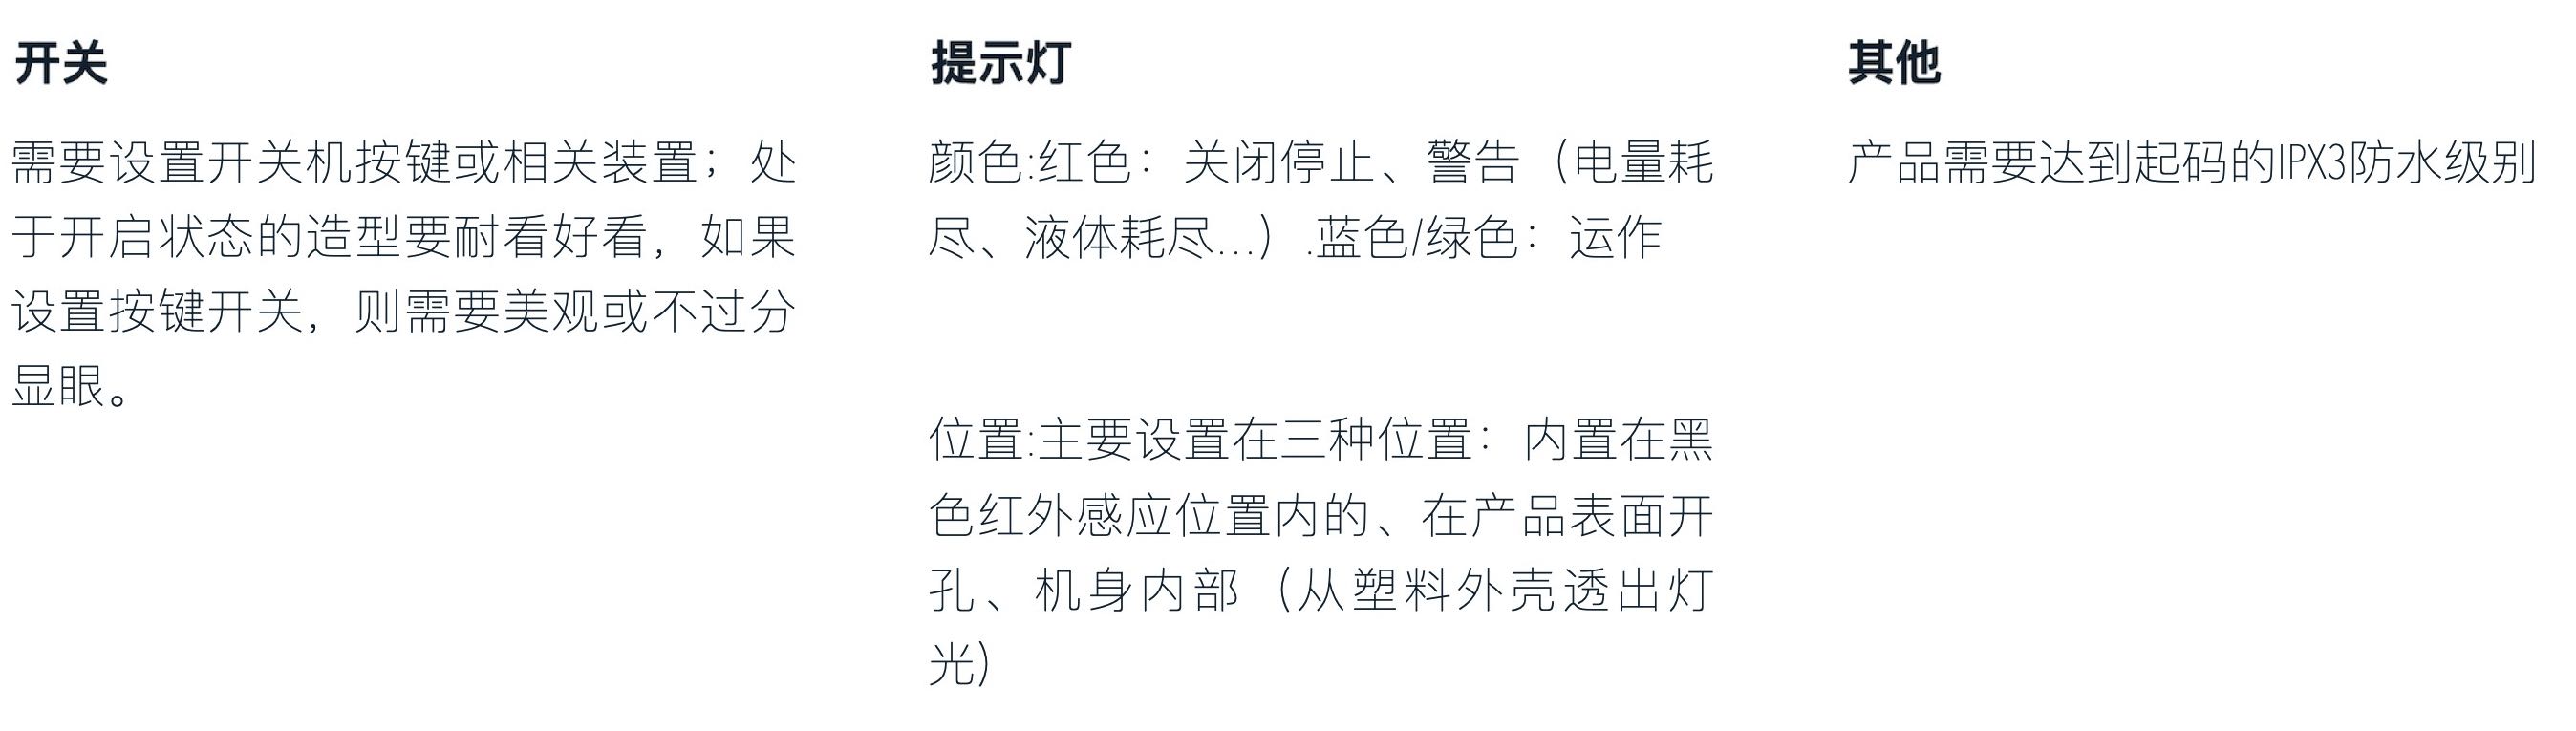 开关
需要设置开关机按键或相关装置；处
于开启状态的造型要耐看好看，如果
设置按键开关，则需要美观或不过分
显眼。
提示灯
颜色:红色：关闭停止、警告（电量耗
尽、液体耗尽...）.蓝色/绿色：运作
位置:主要设置在三种位置：内置在黑
色红外感应位置内的、在产品表面开
孔、机身内部（从塑料外壳透出灯
光）
其他
产品需要达到起码的IPX3防水级别